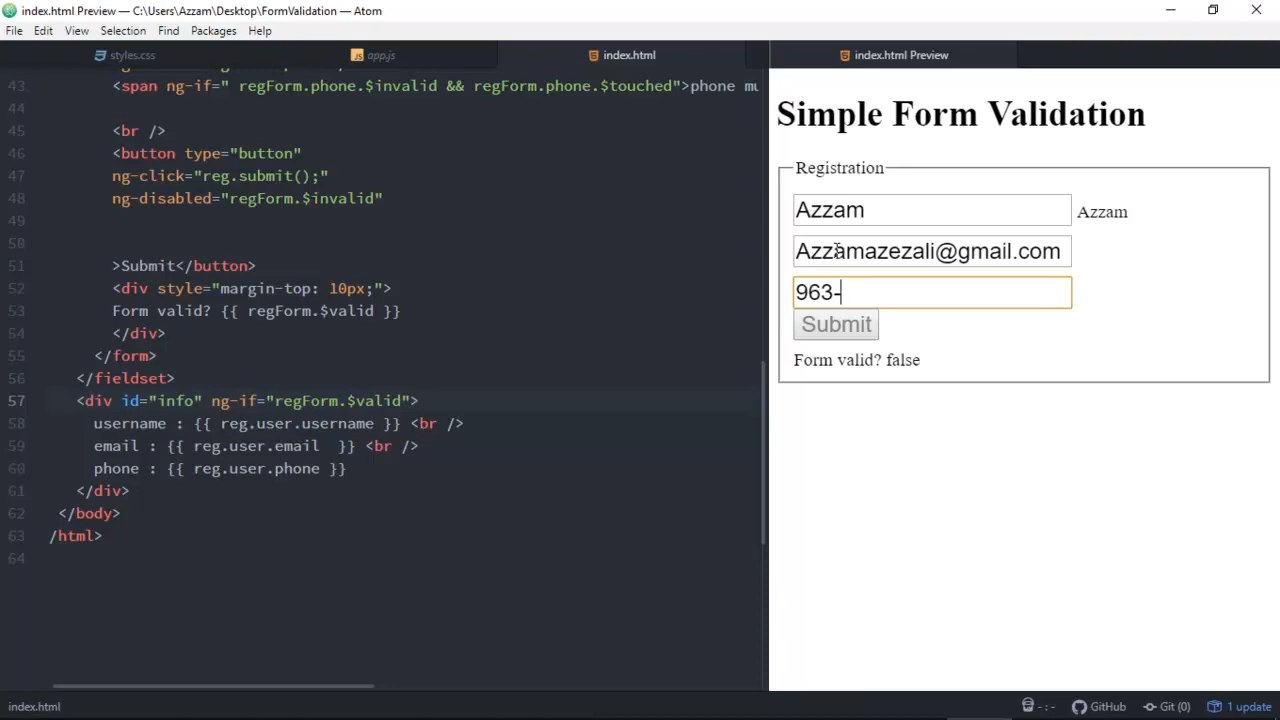 index.html Preview — C:\Users\Azzam\Desktop\FormValidation — Atom
File Edit View Selection Find Packages Help
styles.css app.js index.html index.html Preview
43 <span ng-if=" regForm.phone.$invalid && regForm.phone.$touched">phone mu
44
45 <br />
46 <button type="button"
47 ng-click="reg.submit();"
48 ng-disabled="regForm.$invalid"
49
50
51 >Submit</button>
52 <div style="margin-top: 10px;">
53 Form valid? {{ regForm.$valid }}
54 </div>
55 </form>
56 </fieldset>
57 <div id="info" ng-if="regForm.$valid">
58 username : {{ reg.user.username }} <br />
59 email : {{ reg.user.email }} <br />
60 phone : {{ reg.user.phone }}
61 </div>
62 </body>
63 /html>
64
Simple Form Validation
Registration
Azzam Azzam
Azzamazezali@gmail.com
963-
Submit
Form valid? false
index.html - : - GitHub Git (0) 1 update